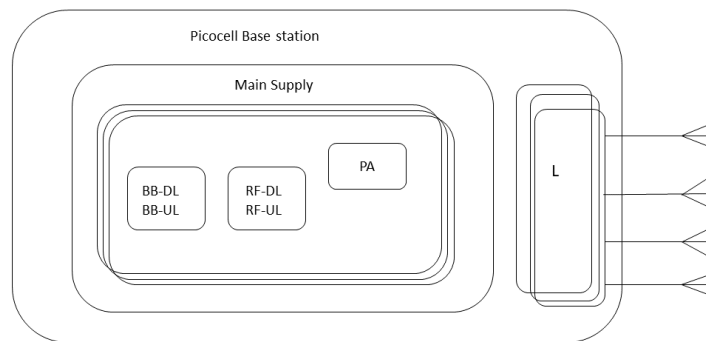 Picocell Base station
Main Supply
PA
BB-DL
BB-UL
RF-DL
RF-UL
L